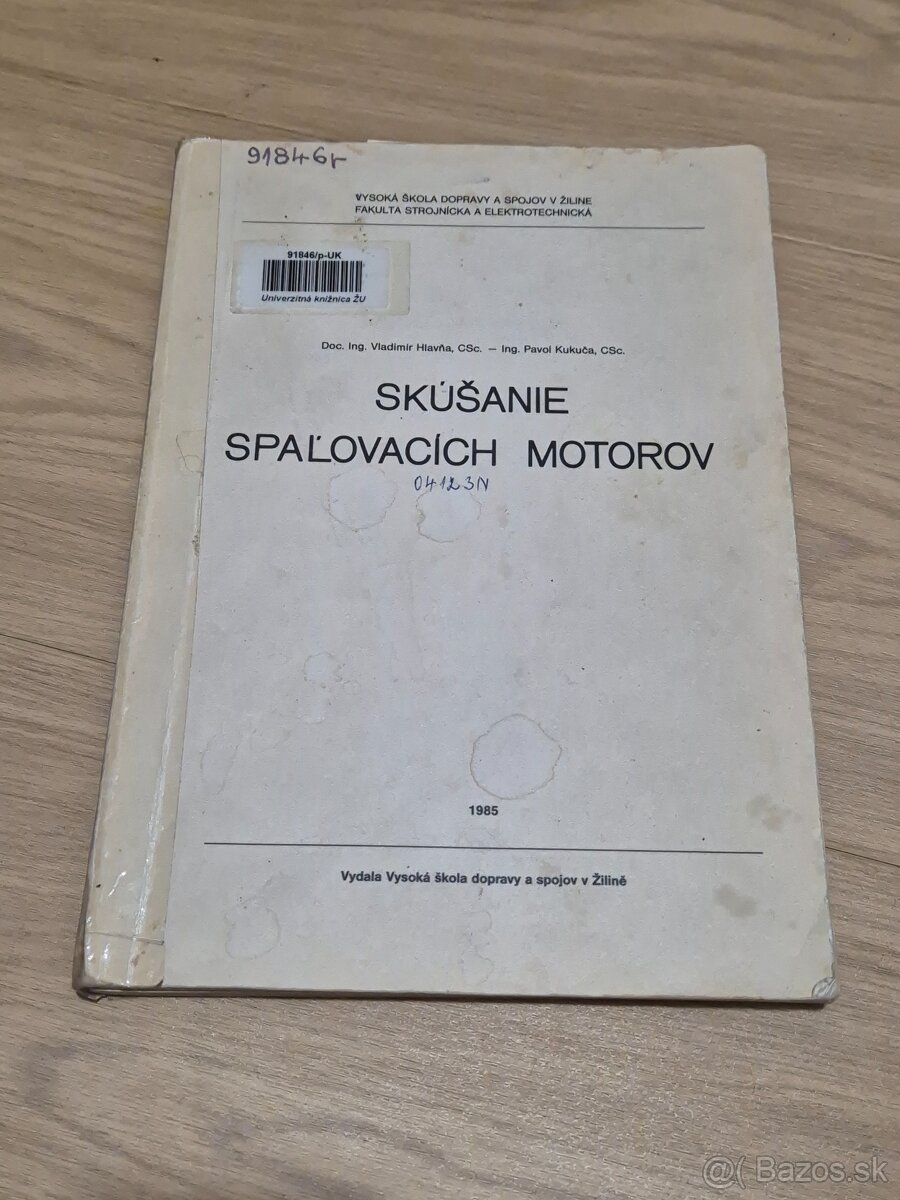 91846r
VYSOKÁ ŠKOLA DOPRAVY A SPOJOV V ŽILINE
FAKULTA STROJNÍCKA A ELEKTROTECHNICKÁ
91846/p-UK
Univerzitná knižnica ŽU
Doc. Ing. Vladimír Hlavňa, CSc. — Ing. Pavol Kukuča, CSc.
SKÚŠANIE
SPAĽOVACÍCH MOTOROV
04123N
1985
Vydala Vysoká škola dopravy a spojov v Žilině
@( Bazos.sk